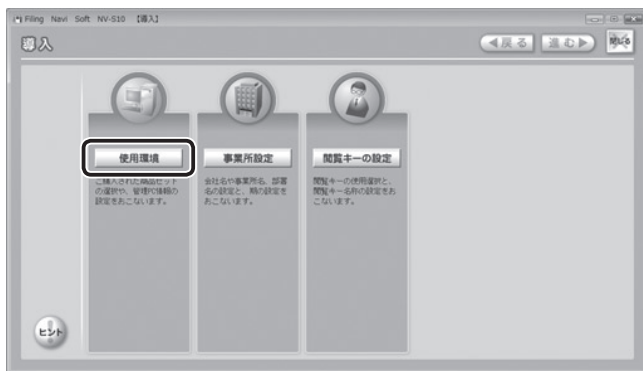 Filing Navi Soft NV-S10 【導入】
導入
戻る
進む
閉じる
使用環境
事業所設定
閲覧キーの設定
ご購入された商品セット
の選択や、管理PC情報の
設定をおこないます。
会社名や事業所名、部署
名の設定と、期の設定を
おこないます。
閲覧キーの使用選択と、
閲覧キー名称の設定をお
こないます。
ヒント